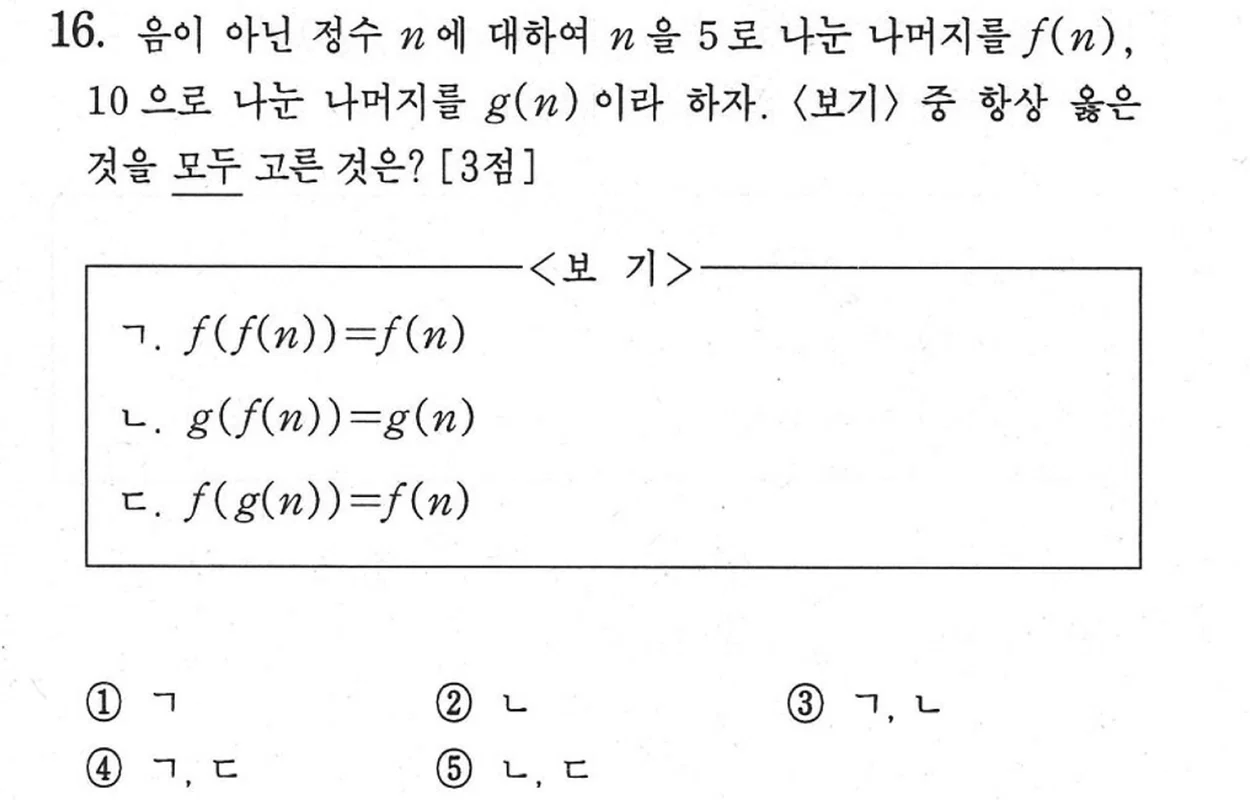 16. 음이 아닌 정수 n에 대하여 n을 5로 나눈 나머지를 f(n),
10으로 나눈 나머지를 g(n)이라 하자. 〈보기〉 중 항상 옳은
것을 모두 고른 것은? [3점]
<보 기>
ㄱ. f(f(n))=f(n)
ㄴ. g(f(n))=g(n)
ㄷ. f(g(n))=f(n)
① ㄱ ② ㄴ ③ ㄱ, ㄴ
④ ㄱ, ㄷ ⑤ ㄴ, ㄷ